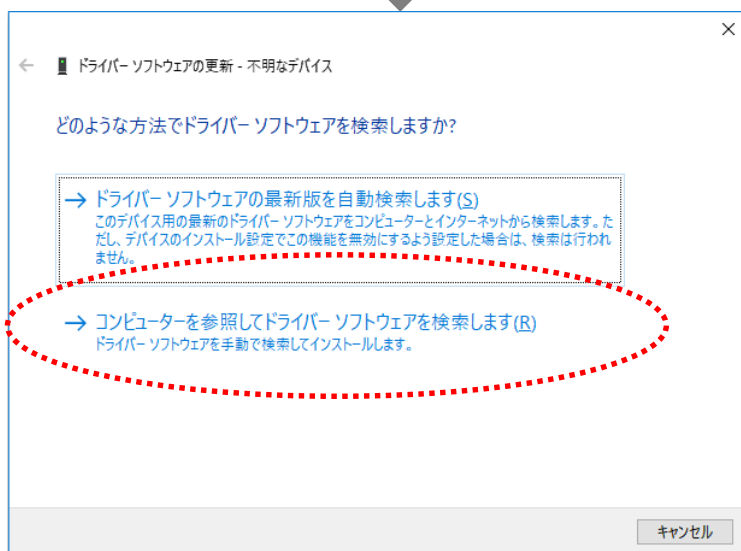 ドライバー ソフトウェアの更新 - 不明なデバイス
どのような方法でドライバー ソフトウェアを検索しますか?
→ ドライバー ソフトウェアの最新版を自動検索します(S)
このデバイス用の最新のドライバー ソフトウェアをコンピューターとインターネットから検索します。た
だし、デバイスのインストール設定でこの機能を無効にするよう設定した場合は、検索は行われ
ません。
→ コンピューターを参照してドライバー ソフトウェアを検索します(R)
ドライバー ソフトウェアを手動で検索してインストールします。
キャンセル